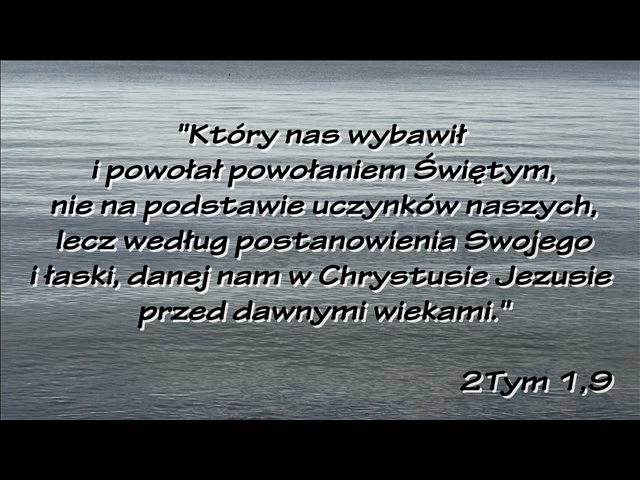 "Który nas wybawił
i powołał powołaniem Świętym,
nie na podstawie uczynków naszych,
lecz według postanowienia Swojego
i łaski, danej nam w Chrystusie Jezusie
przed dawnymi wiekami."
2Tym 1,9